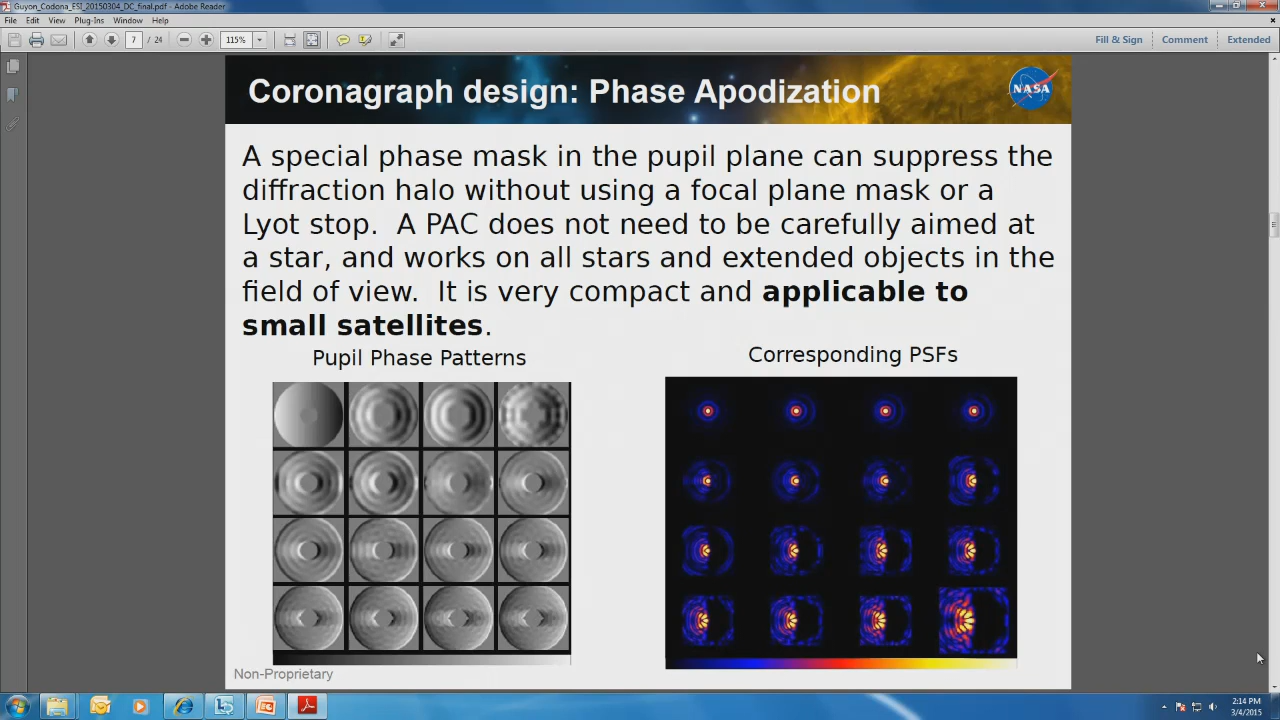 Guyon_Codona_ESI_20150304_DC_final.pdf - Adobe Reader
File Edit View Plug-Ins Window Help
7 / 24 115% Fill & Sign Comment Extended
Coronagraph design: Phase Apodization
NASA
A special phase mask in the pupil plane can suppress the
diffraction halo without using a focal plane mask or a
Lyot stop. A PAC does not need to be carefully aimed at
a star, and works on all stars and extended objects in the
field of view. It is very compact and applicable to
small satellites.
Pupil Phase Patterns
Corresponding PSFs
Non-Proprietary
2:14 PM
3/4/2015